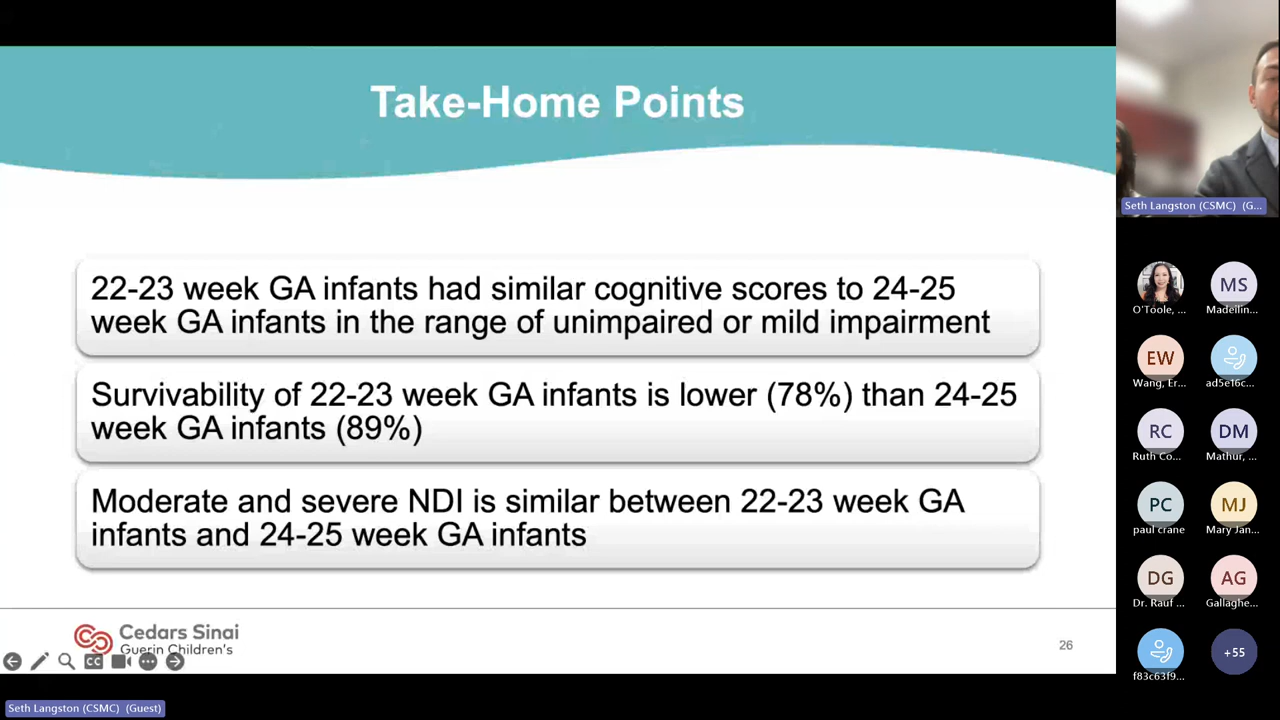 Take-Home Points
22-23 week GA infants had similar cognitive scores to 24-25
week GA infants in the range of unimpaired or mild impairment
Survivability of 22-23 week GA infants is lower (78%) than 24-25
week GA infants (89%)
Moderate and severe NDI is similar between 22-23 week GA
infants and 24-25 week GA infants
Cedars Sinai
Guerin Children's
CC
26
Seth Langston (CSMC) (Guest)
Seth Langston (CSMC) (G...
O'Toole, ...
MS
Madeilin...
EW
Wang, Er...
ad5e16c...
RC
Ruth Co...
DM
Mathur, ...
PC
paul crane
MJ
Mary Jan...
DG
Dr. Rauf ...
AG
Gallaghe...
f83c63f9...
+55